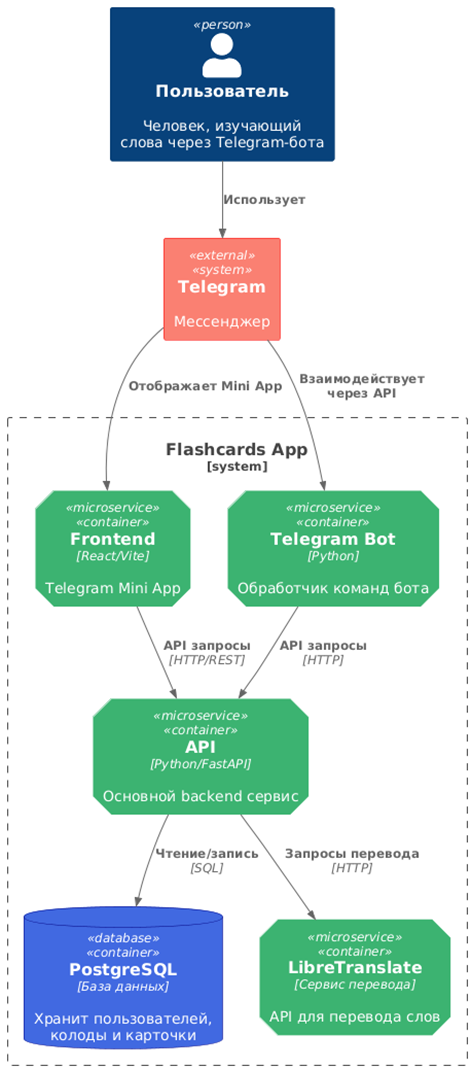 «person»
Пользователь
Человек, изучающий
слова через Telegram-бота
Использует
«external»
«system»
Telegram
Мессенджер
Отображает Mini App
Взаимодействует
через API
Flashcards App
[system]
«microservice»
«container»
Frontend
[React/Vite]
Telegram Mini App
«microservice»
«container»
Telegram Bot
[Python]
Обработчик команд бота
API запросы
[HTTP/REST]
API запросы
[HTTP]
«microservice»
«container»
API
[Python/FastAPI]
Основной backend сервис
Чтение/запись
[SQL]
Запросы перевода
[HTTP]
«database»
«container»
PostgreSQL
[База данных]
Хранит пользователей,
колоды и карточки
«microservice»
«container»
LibreTranslate
[Сервис перевода]
API для перевода слов